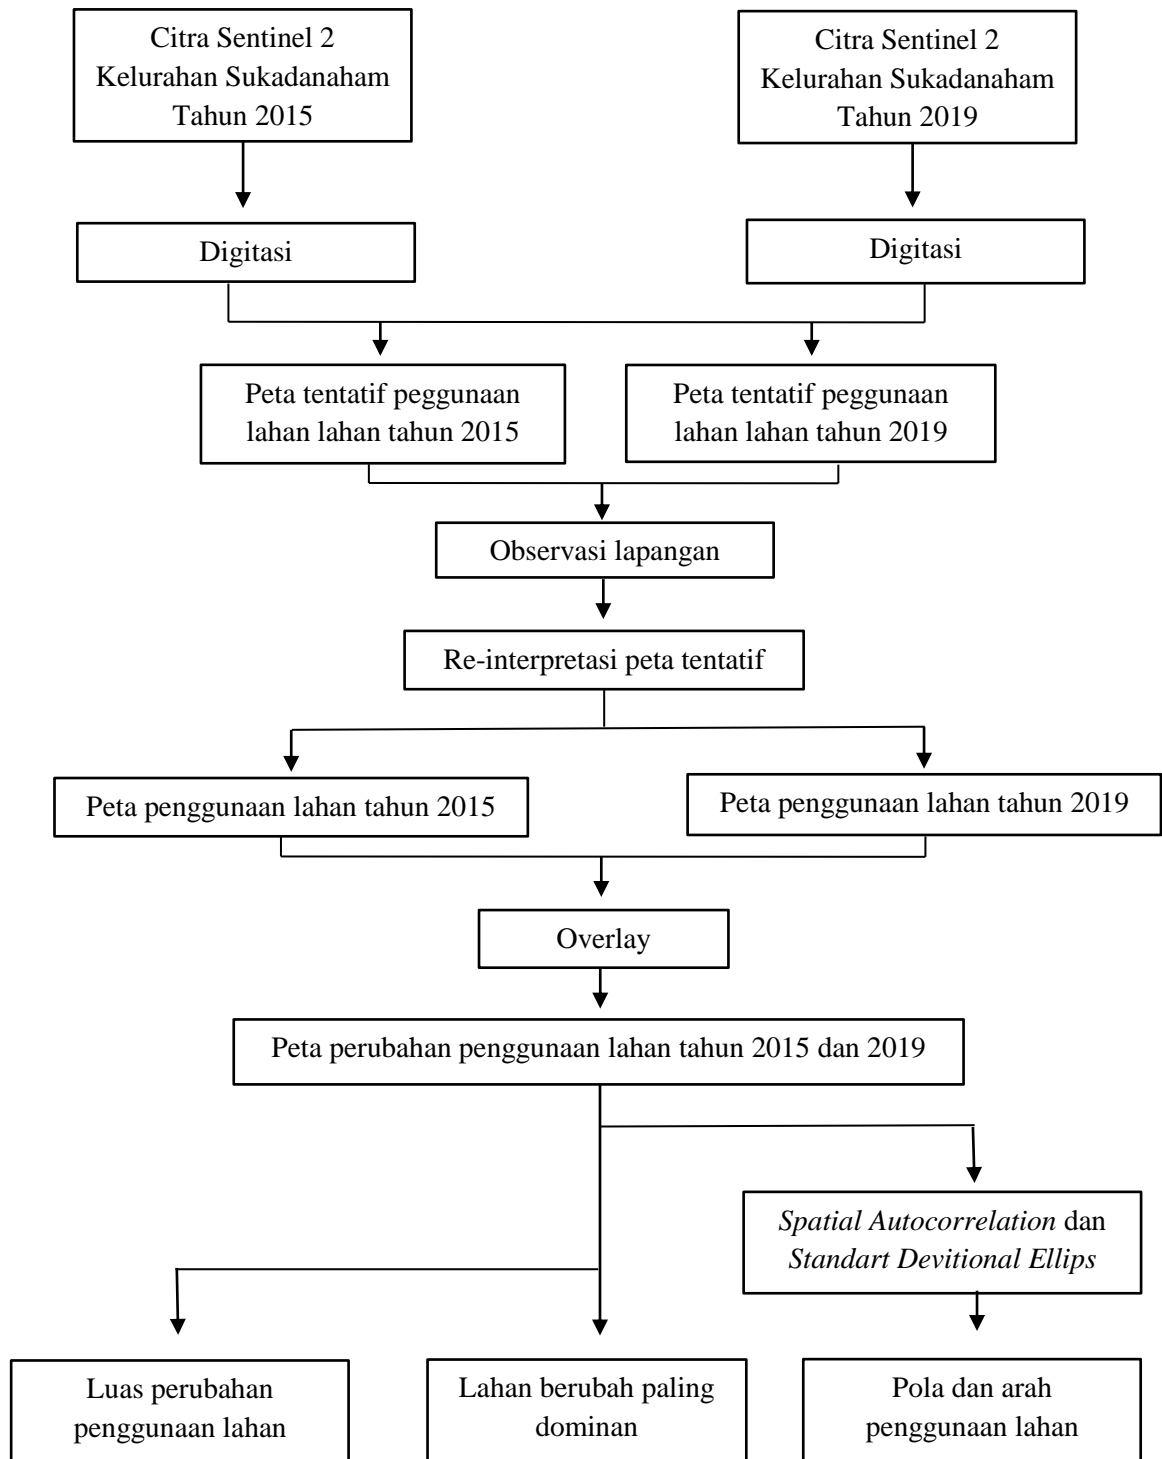 Citra Sentinel 2
Kelurahan Sukadanaham
Tahun 2015
Citra Sentinel 2
Kelurahan Sukadanaham
Tahun 2019
Digitasi
Digitasi
Peta tentatif peggunaan
lahan lahan tahun 2015
Peta tentatif peggunaan
lahan lahan tahun 2019
Observasi lapangan
Re-interpretasi peta tentatif
Peta penggunaan lahan tahun 2015
Peta penggunaan lahan tahun 2019
Overlay
Peta perubahan penggunaan lahan tahun 2015 dan 2019
Spatial Autocorrelation dan
Standart Devitional Ellips
Luas perubahan
penggunaan lahan
Lahan berubah paling
dominan
Pola dan arah
penggunaan lahan